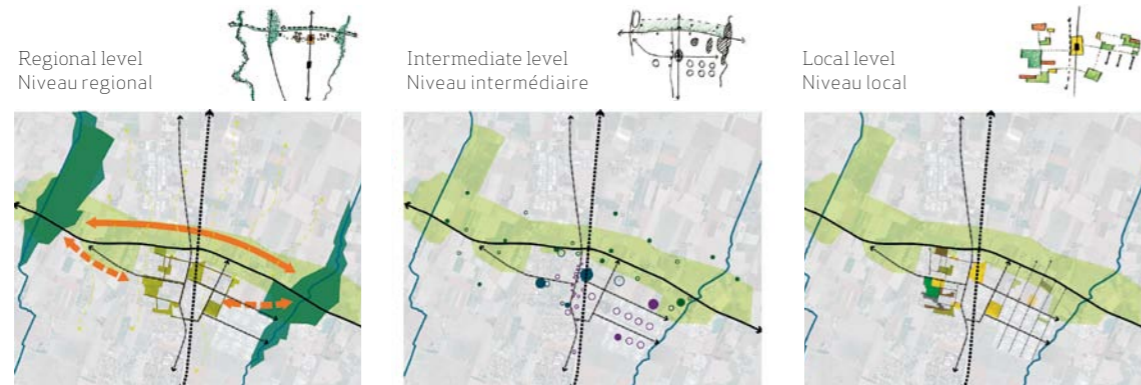 Regional level
Niveau regional
Intermediate level
Niveau intermédiaire
Local level
Niveau local